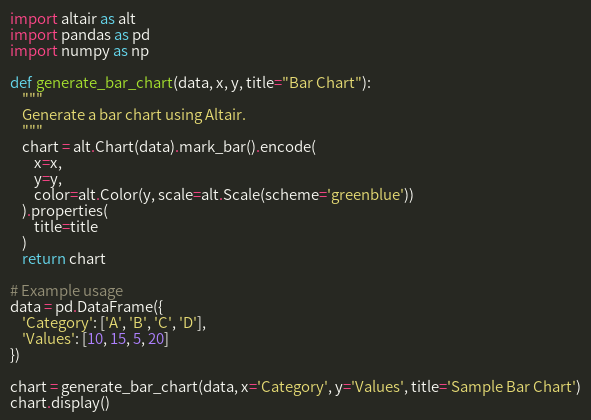 import altair as alt
import pandas as pd
import numpy as np

def generate_bar_chart(data, x, y, title="Bar Chart"):
    """
    Generate a bar chart using Altair.
    """
    chart = alt.Chart(data).mark_bar().encode(
        x=x,
        y=y,
        color=alt.Color(y, scale=alt.Scale(scheme='greenblue'))
    ).properties(
        title=title
    )
    return chart

# Example usage
data = pd.DataFrame({
    'Category': ['A', 'B', 'C', 'D'],
    'Values': [10, 15, 5, 20]
})

chart = generate_bar_chart(data, x='Category', y='Values', title='Sample Bar Chart')
chart.display()